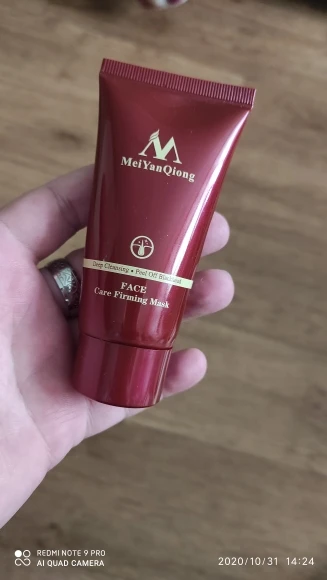 MeiYanQiong
Deep Cleansing • Peel Off Blackhead
FACE
Care Firming Mask
REDMI NOTE 9 PRO
AI QUAD CAMERA
2020/10/31 14:24